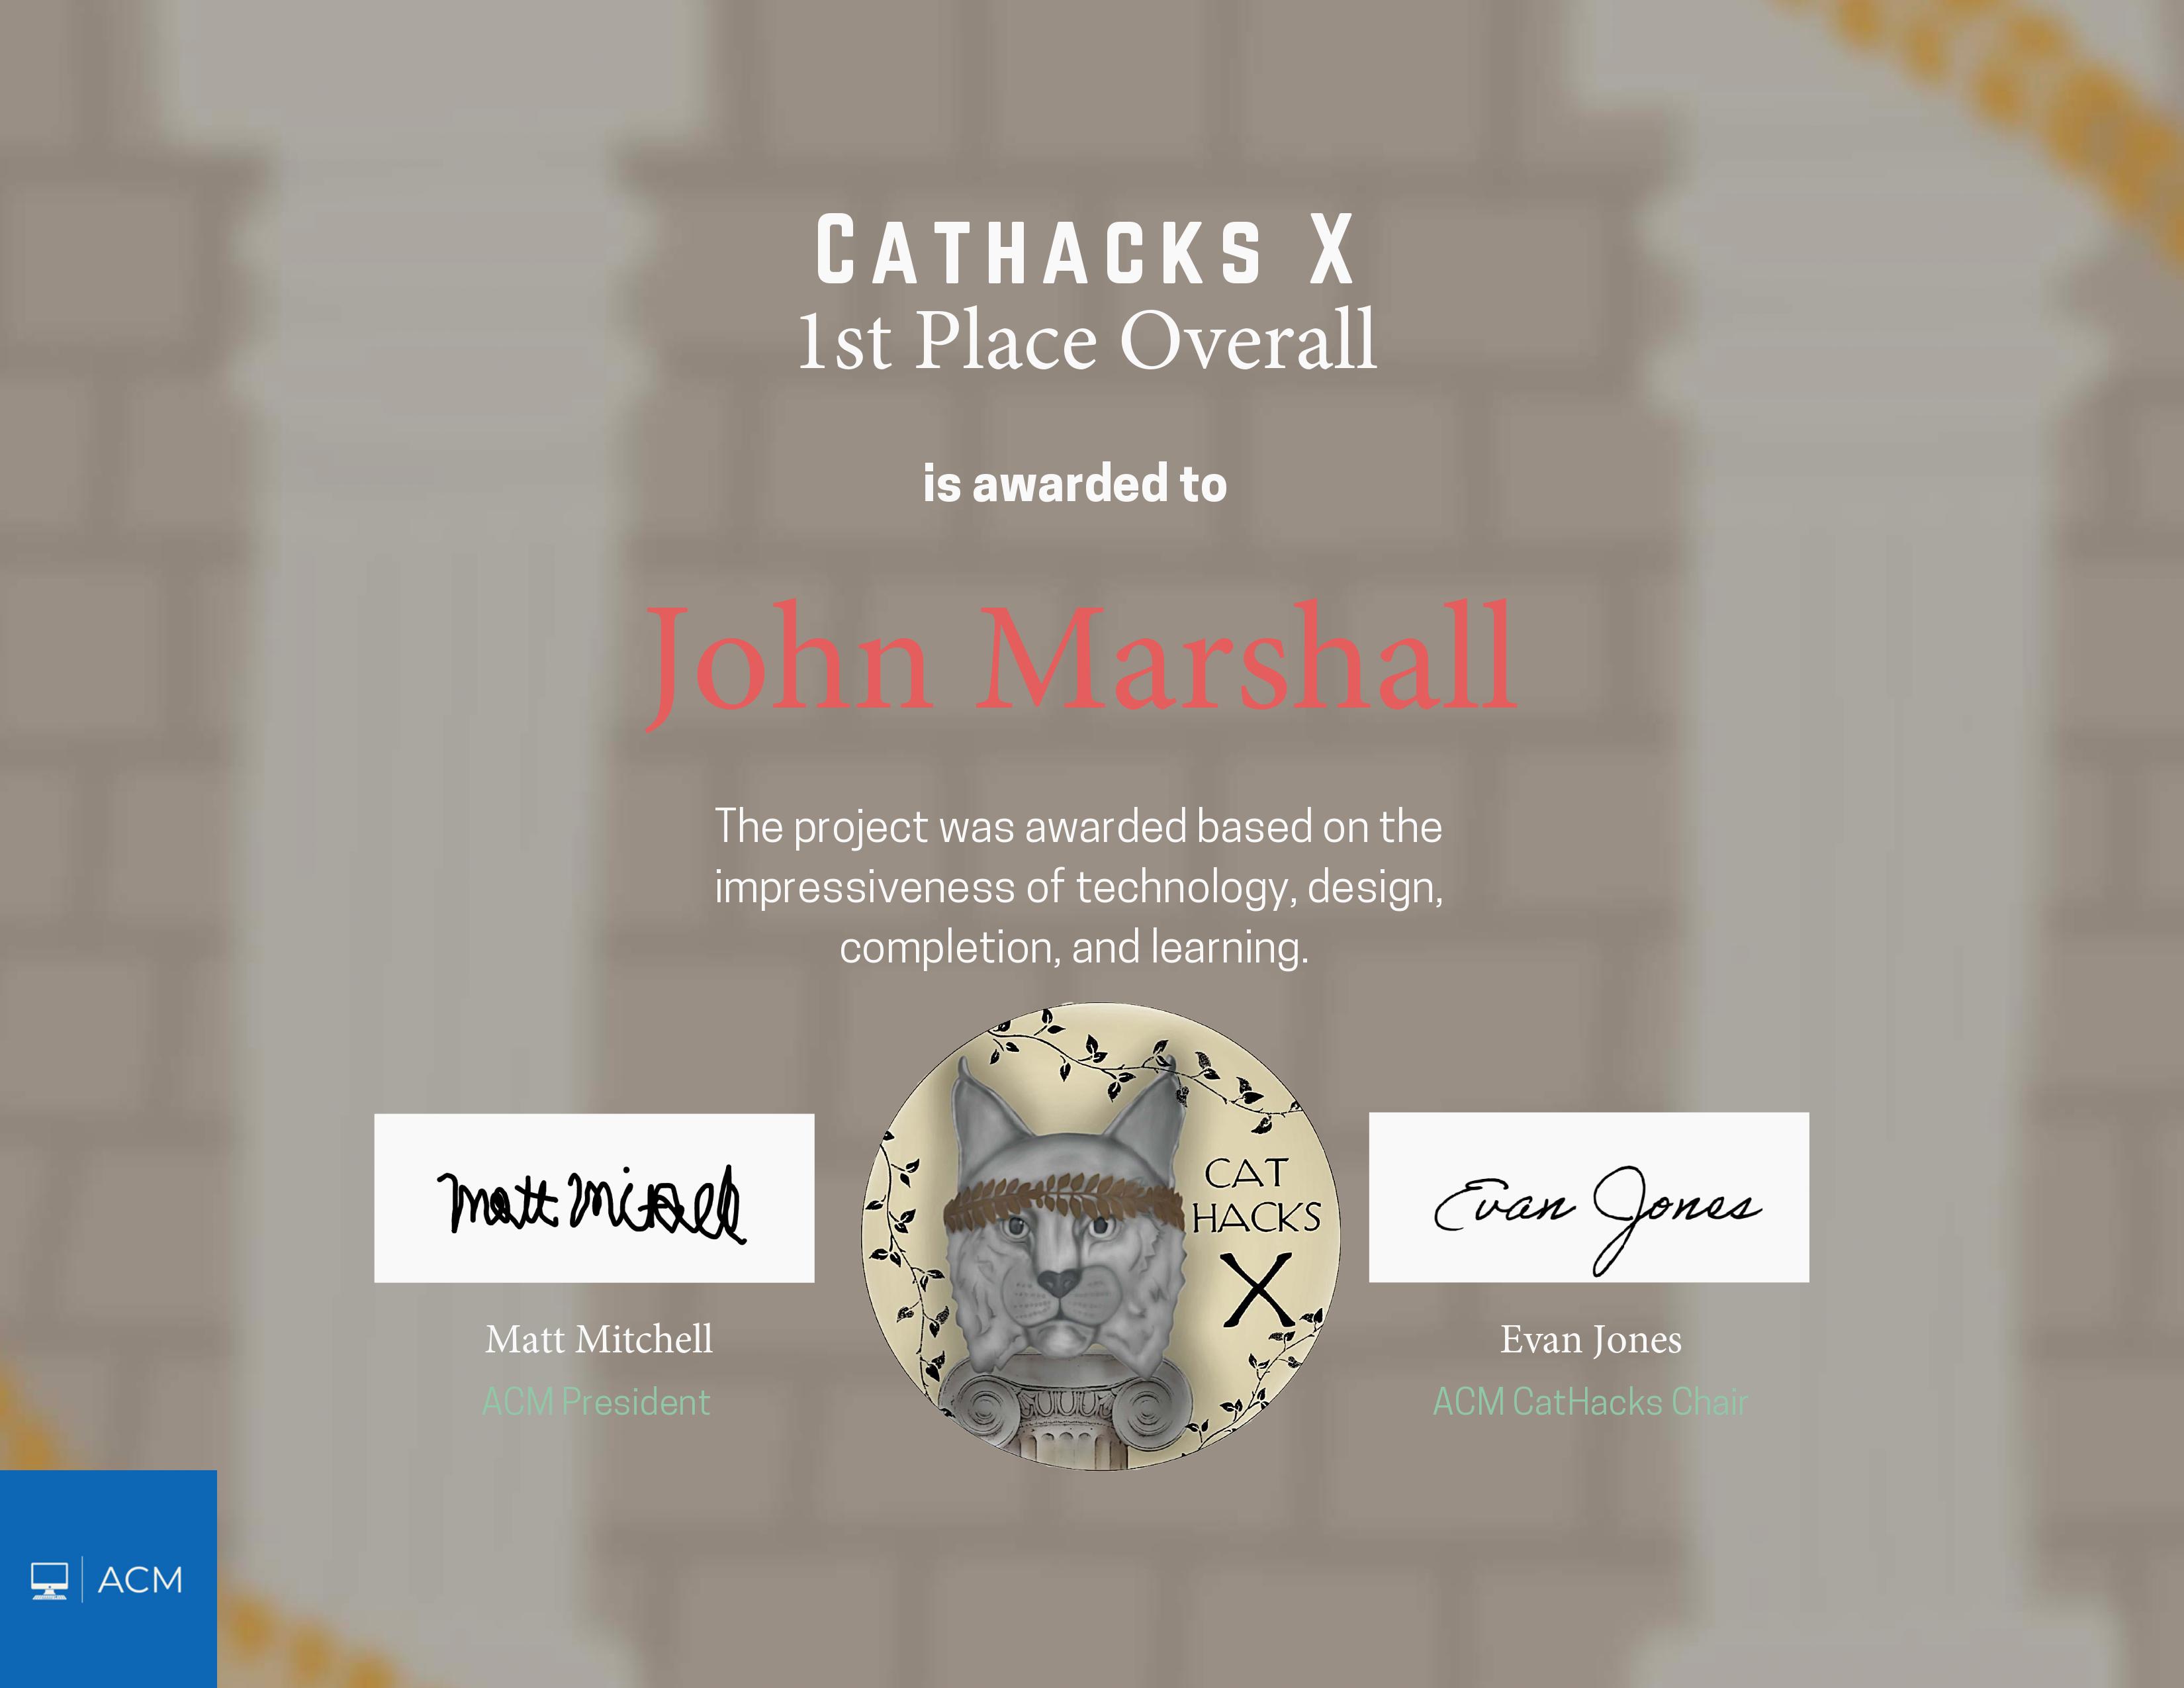 CATHACKS X
1st Place Overall
is awarded to
John Marshall
The project was awarded based on the
impressiveness of technology, design,
completion, and learning.
CAT
HACKS
X
Matt Mitchell
Evan Jones
Matt Mitchell
ACM President
Evan Jones
ACM CatHacks Chair
ACM